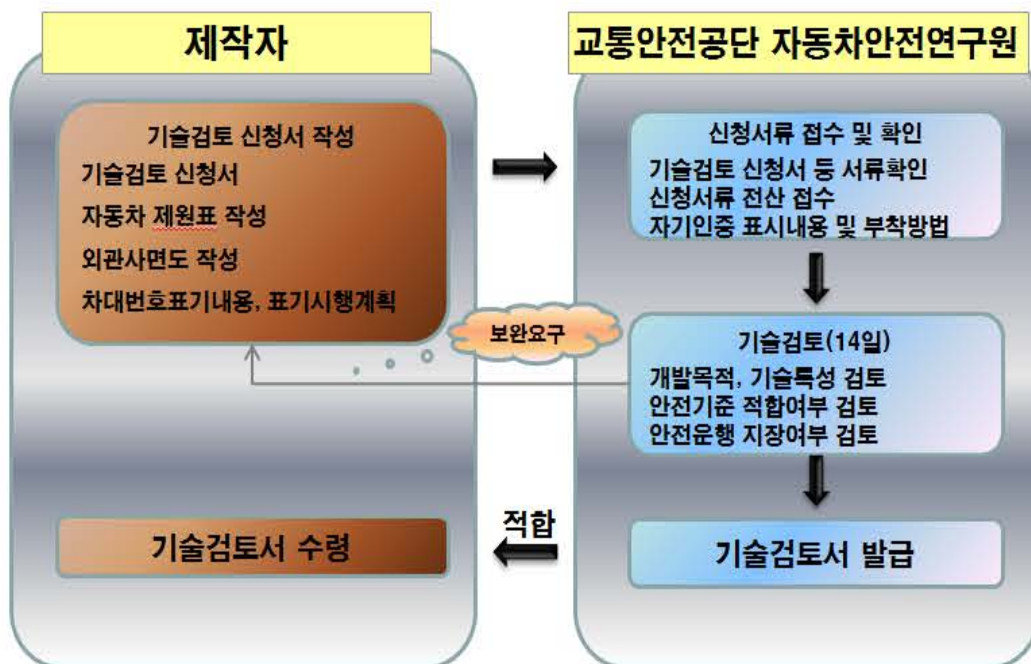 제작자
기술검토 신청서 작성
기술검토 신청서
자동차 제원표 작성
외관사면도 작성
차대번호표기내용, 표기시행계획
기술검토서 수령
보완요구
적합
교통안전공단 자동차안전연구원
신청서류 접수 및 확인
기술검토 신청서 등 서류확인
신청서류 전산 접수
자기인증 표시내용 및 부착방법
기술검토(14일)
개발목적, 기술특성 검토
안전기준 적합여부 검토
안전운행 지장여부 검토
기술검토서 발급